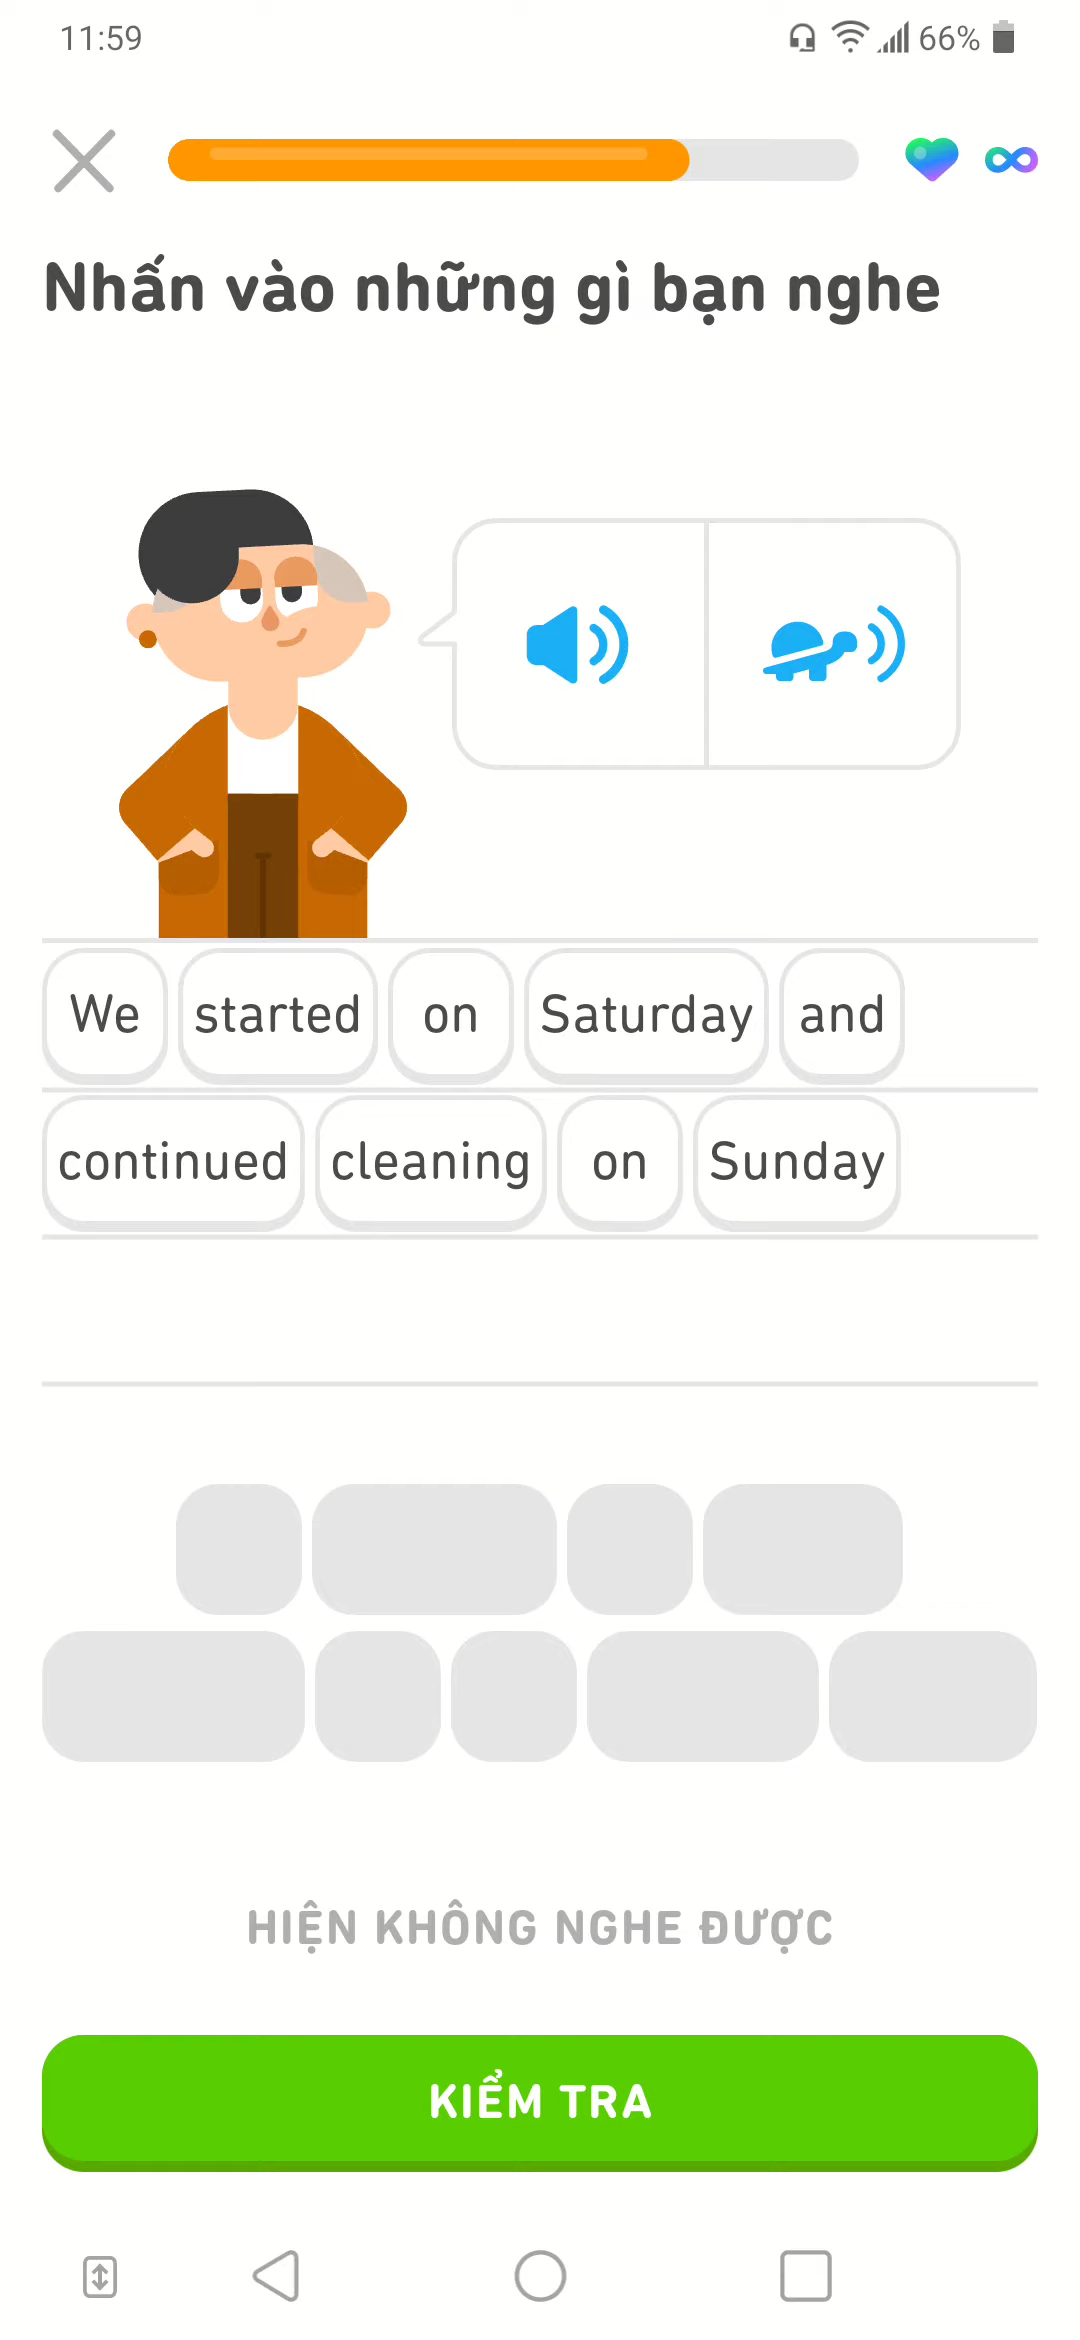 11:59
66%
Nhấn vào những gì bạn nghe
We started on Saturday and
continued cleaning on Sunday
HIỆN KHÔNG NGHE ĐƯỢC
KIỂM TRA